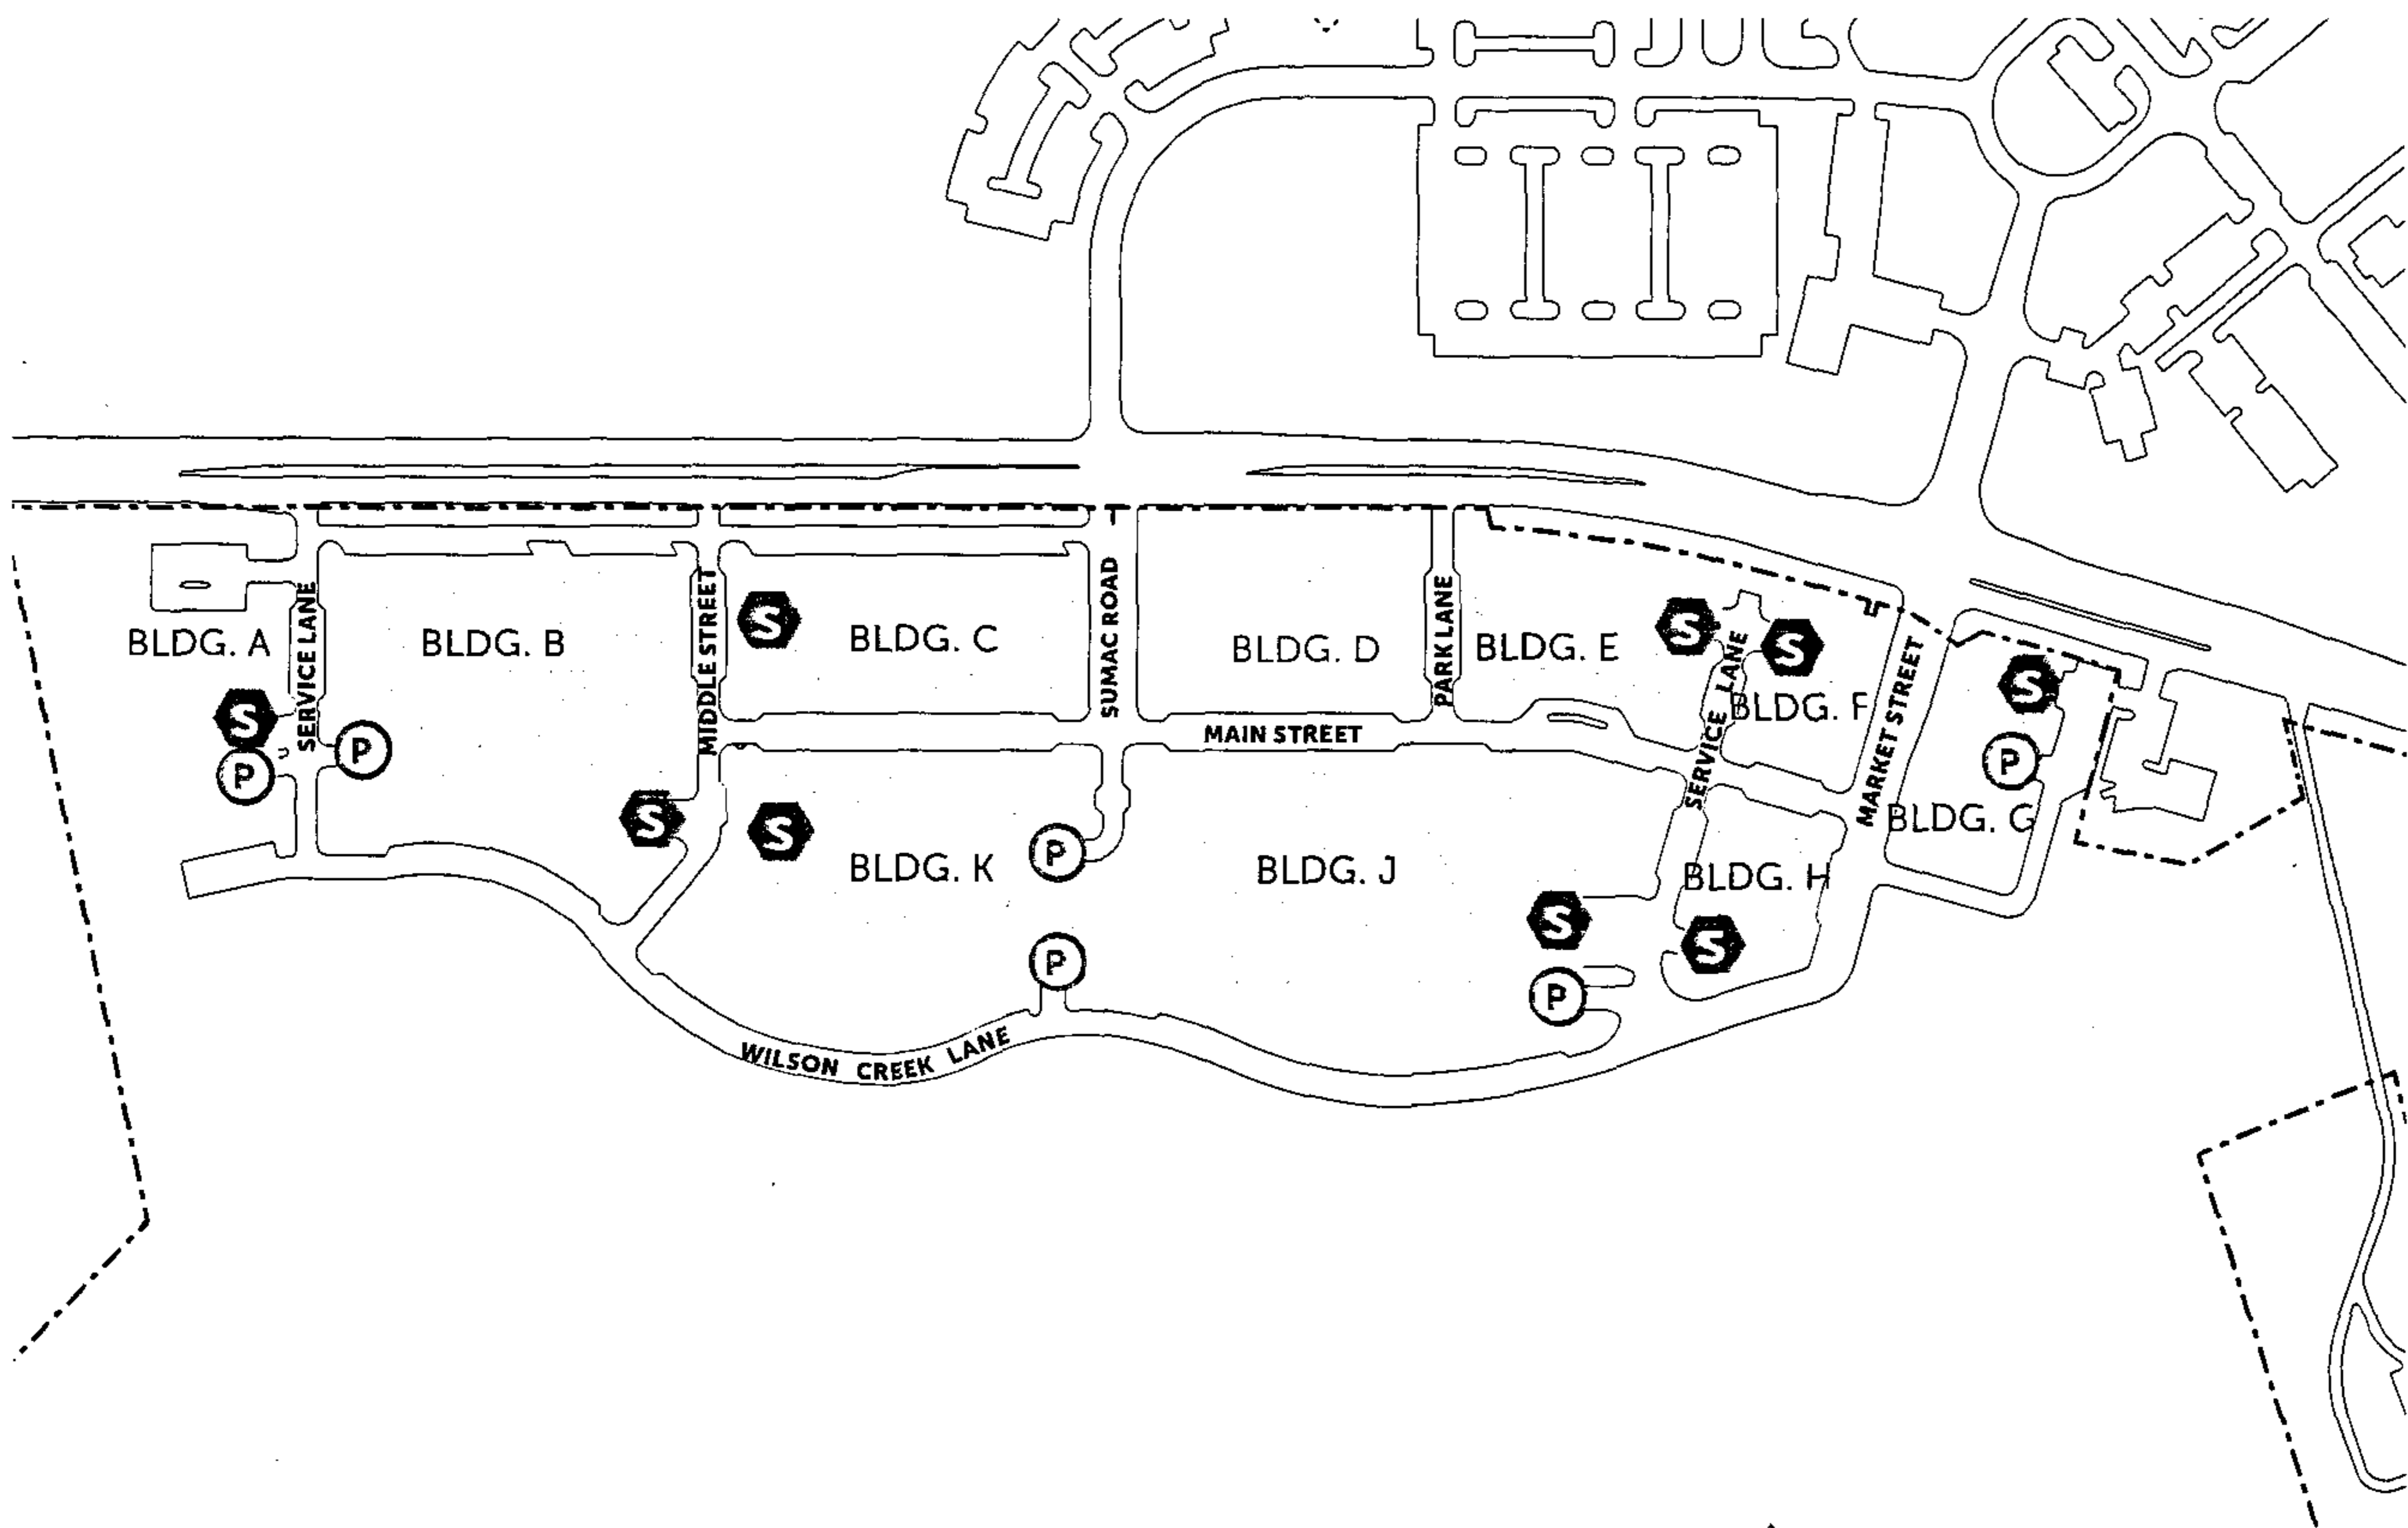 SERVICE LANE
MIDDLE STREET
SUMAC ROAD
PARK LANE
BLDG. A
BLDG. B
S
BLDG. C
BLDG. D
BLDG. E
S
S
SERVICE LANE
BLDG. F
MARKET STREET
S
S
P
P
MAIN STREET
P
BLDG. G
S
S
BLDG. K
P
BLDG. J
BLDG. H
S
S
P
P
WILSON CREEK LANE